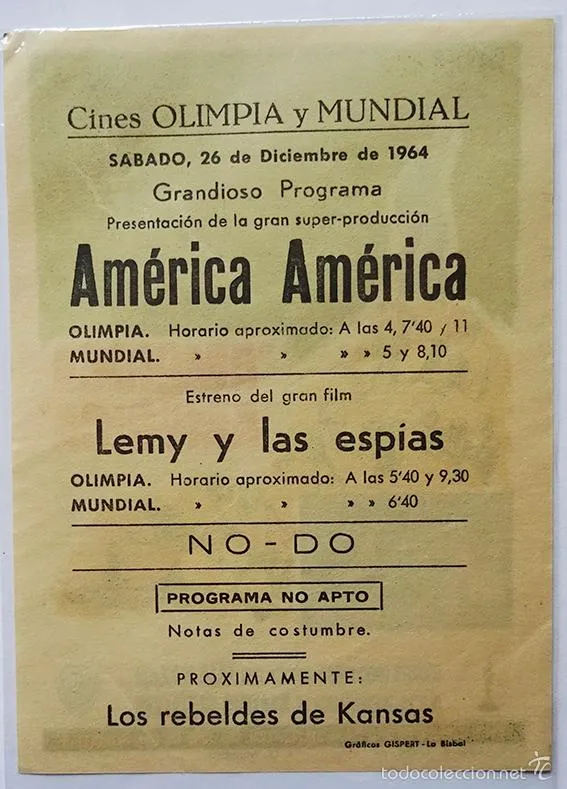 Cines OLIMPIA y MUNDIAL
SABADO, 26 de Diciembre de 1964
Grandioso Programa
Presentación de la gran super-producción
América América
OLIMPIA. Horario aproximado: A las 4, 7'40 / 11
MUNDIAL. » » » » 5 y 8,10
Estreno del gran film
Lemy y las espías
OLIMPIA. Horario aproximado: A las 5'40 y 9,30
MUNDIAL. » » » » 6'40
NO-DO
PROGRAMA NO APTO
Notas de costumbre.
PROXIMAMENTE:
Los rebeldes de Kansas
Gráficos GISPERT - La Bisbal
todocoleccion.net